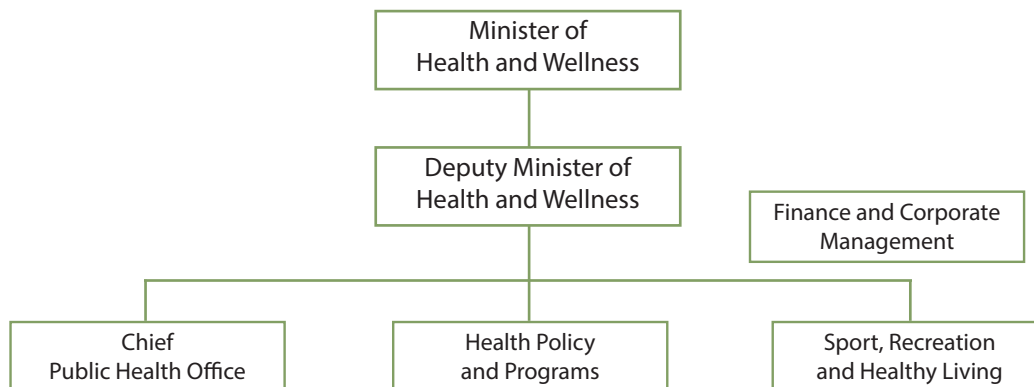 Minister of
Health and Wellness
Deputy Minister of
Health and Wellness
Finance and Corporate
Management
Chief
Public Health Office
Health Policy
and Programs
Sport, Recreation
and Healthy Living